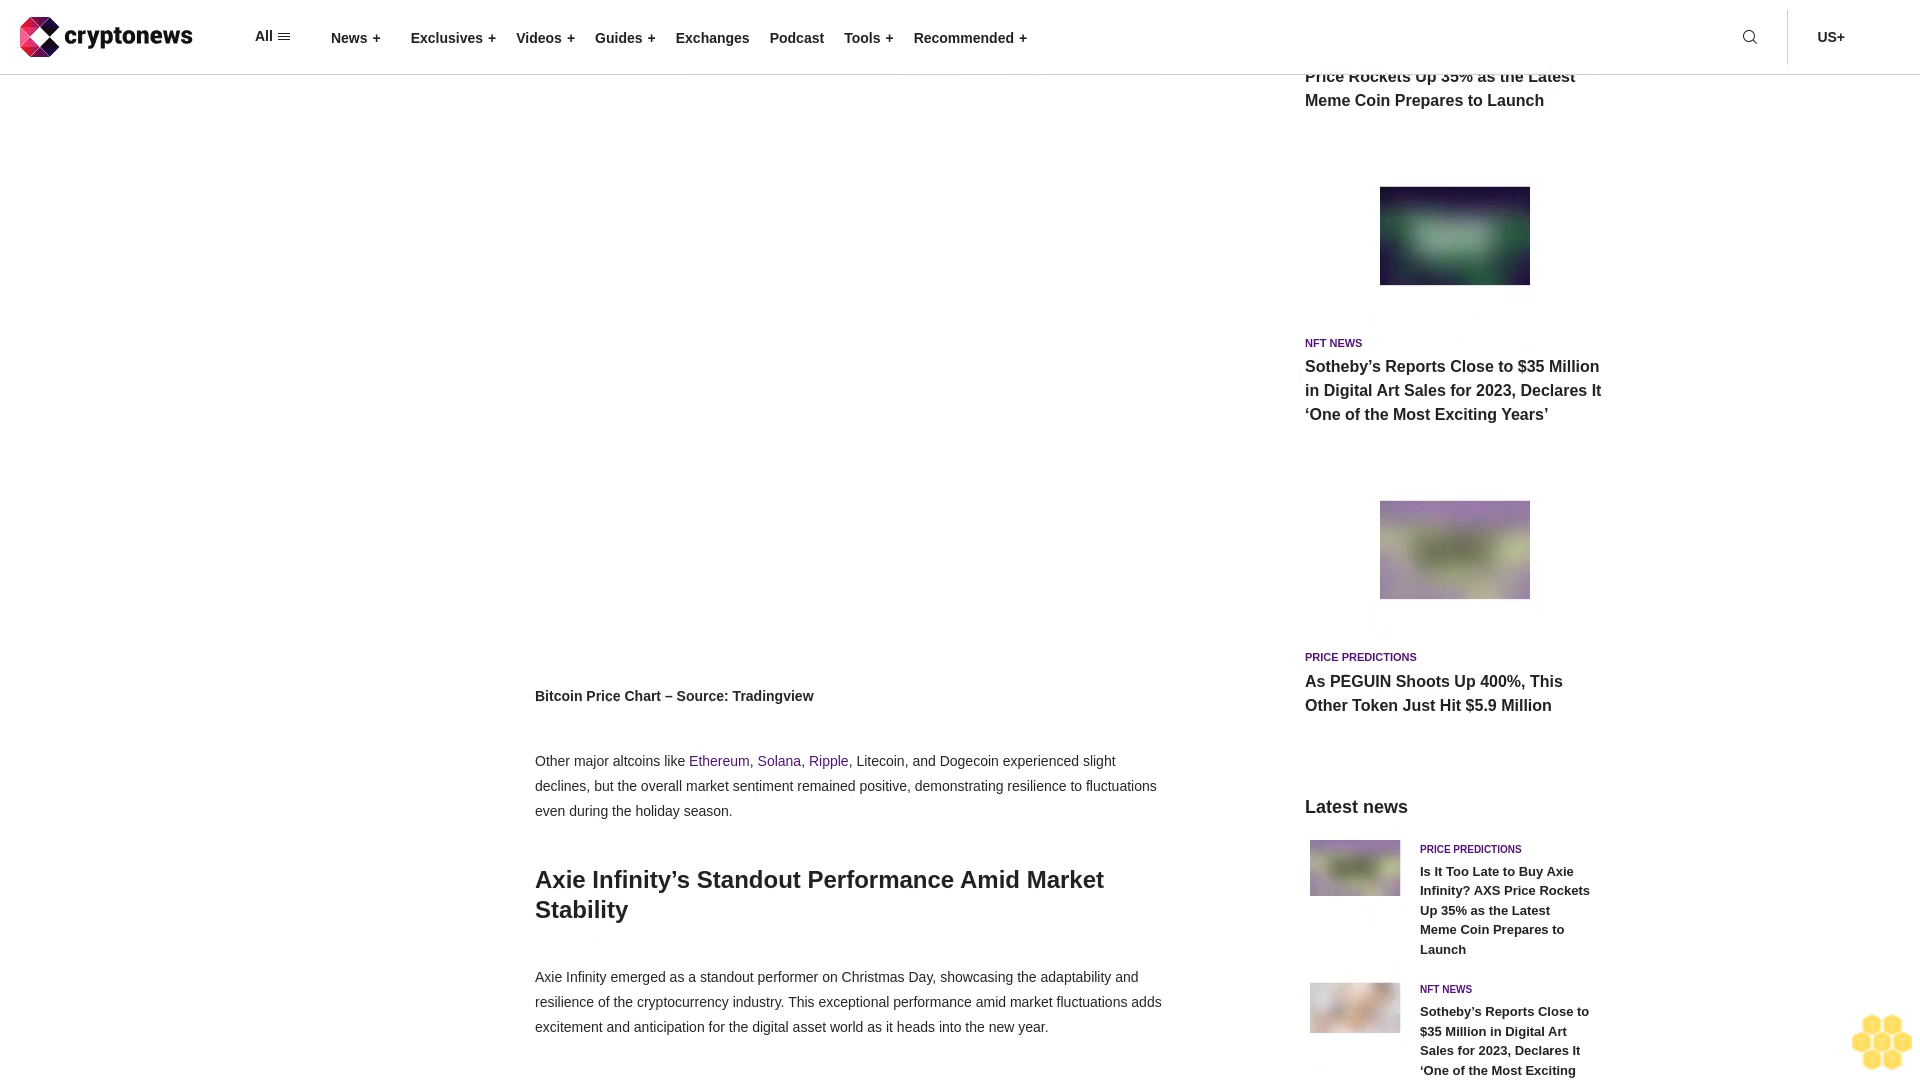 cryptonews
All
News +
Exclusives +
Videos +
Guides +
Exchanges
Podcast
Tools +
Recommended +
US+
Price Rockets Up 35% as the Latest
Meme Coin Prepares to Launch
NFT NEWS
Sotheby’s Reports Close to $35 Million
in Digital Art Sales for 2023, Declares It
‘One of the Most Exciting Years’
PRICE PREDICTIONS
As PEGUIN Shoots Up 400%, This
Other Token Just Hit $5.9 Million
Bitcoin Price Chart – Source: Tradingview
Other major altcoins like Ethereum, Solana, Ripple, Litecoin, and Dogecoin experienced slight
declines, but the overall market sentiment remained positive, demonstrating resilience to fluctuations
even during the holiday season.
Axie Infinity’s Standout Performance Amid Market
Stability
Axie Infinity emerged as a standout performer on Christmas Day, showcasing the adaptability and
resilience of the cryptocurrency industry. This exceptional performance amid market fluctuations adds
excitement and anticipation for the digital asset world as it heads into the new year.
Latest news
PRICE PREDICTIONS
Is It Too Late to Buy Axie
Infinity? AXS Price Rockets
Up 35% as the Latest
Meme Coin Prepares to
Launch
NFT NEWS
Sotheby’s Reports Close to
$35 Million in Digital Art
Sales for 2023, Declares It
‘One of the Most Exciting